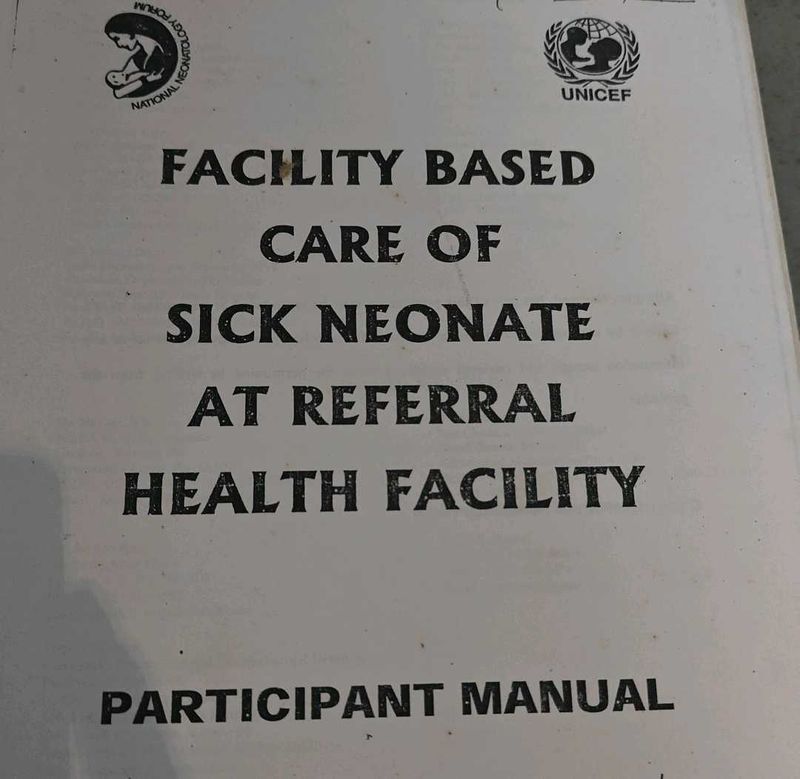 NATIONAL NEONATOLOGY FORUM
UNICEF
FACILITY BASED
CARE OF
SICK NEONATE
AT REFERRAL
HEALTH FACILITY
PARTICIPANT MANUAL